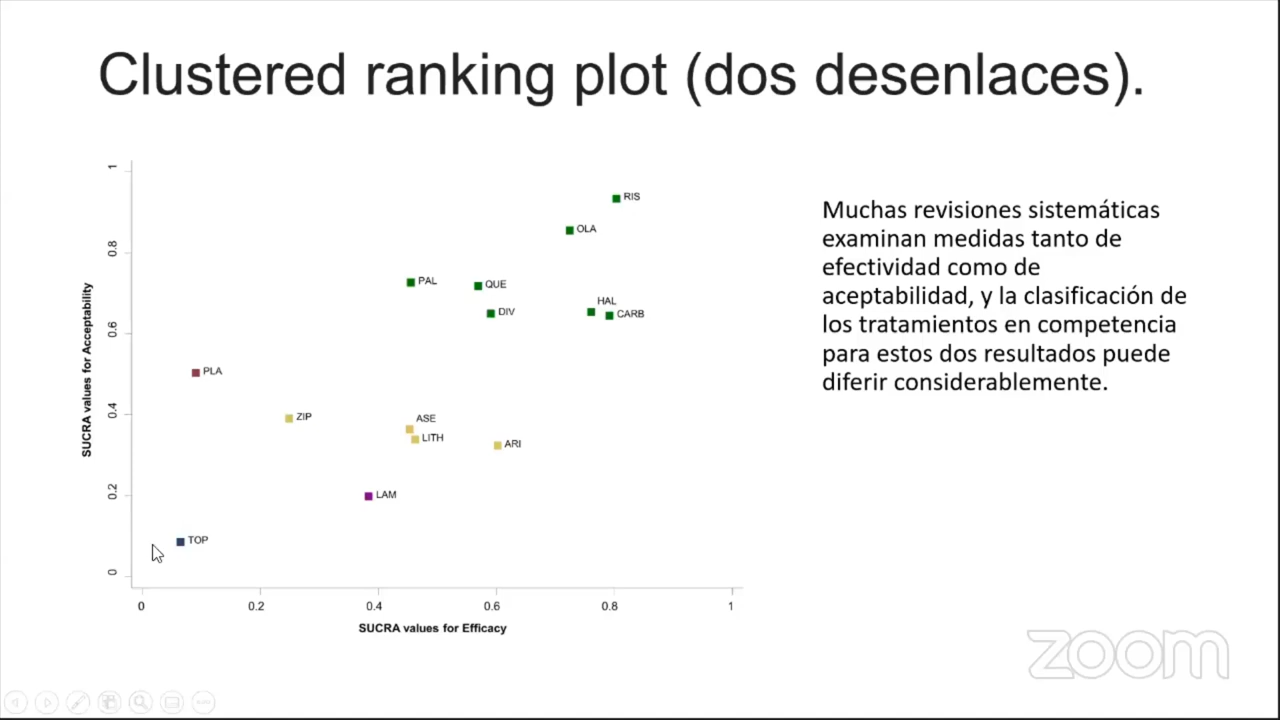 Clustered ranking plot (dos desenlaces).
SUCRA values for Acceptability
1
0.8
0.6
0.4
0.2
0
RIS
OLA
PAL
QUE
DIV
HAL
CARB
PLA
ZIP
ASE
LITH
ARI
LAM
TOP
0
0.2
0.4
0.6
0.8
1
SUCRA values for Efficacy
Muchas revisiones sistemáticas
examinan medidas tanto de
efectividad como de
aceptabilidad, y la clasificación de
los tratamientos en competencia
para estos dos resultados puede
diferir considerablemente.
zoom